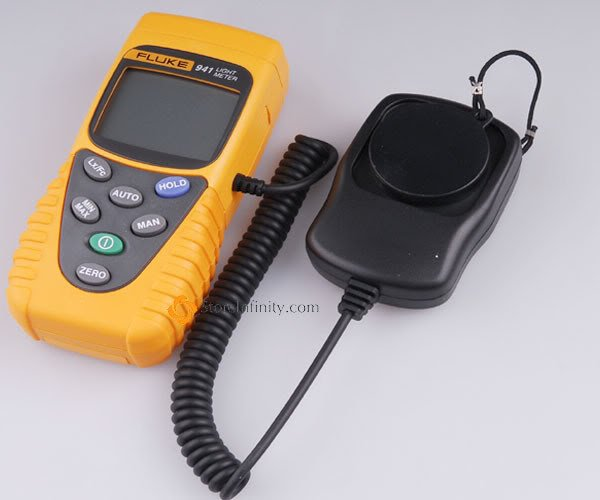 FLUKE
941 LIGHT
METER
Lx/Fc
AUTO
HOLD
MIN
MAX
MAN
ZERO
StoreInfinity.com